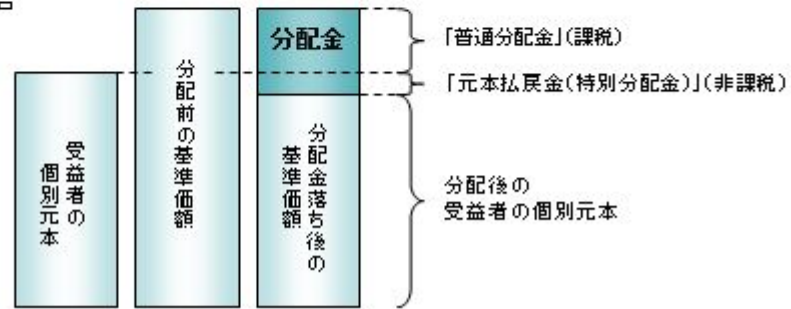 分配金
「普通分配金」(課税)
「元本払戻金(特別分配金)」(非課税)
受益者の
個別元本
分配前の基準価額
分配金落ち後の
基準価額
分配後の
受益者の個別元本